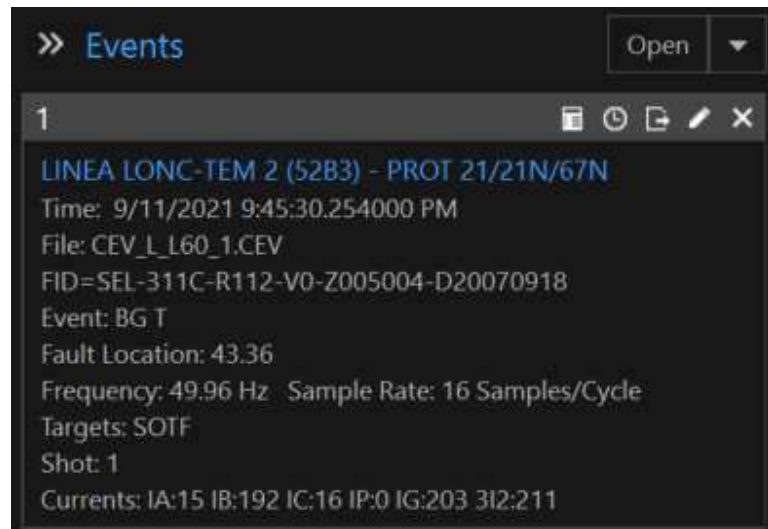 Events
Open
1
LINEA LONC-TEM 2 (52B3) - PROT 21/21N/67N
Time: 9/11/2021 9:45:30.254000 PM
File: CEV_L_L60_1.CEV
FID=SEL-311C-R112-V0-Z005004-D20070918
Event: BG T
Fault Location: 43.36
Frequency: 49.96 Hz Sample Rate: 16 Samples/Cycle
Targets: SOTF
Shot: 1
Currents: IA:15 IB:192 IC:16 IP:0 IG:203 3I2:211